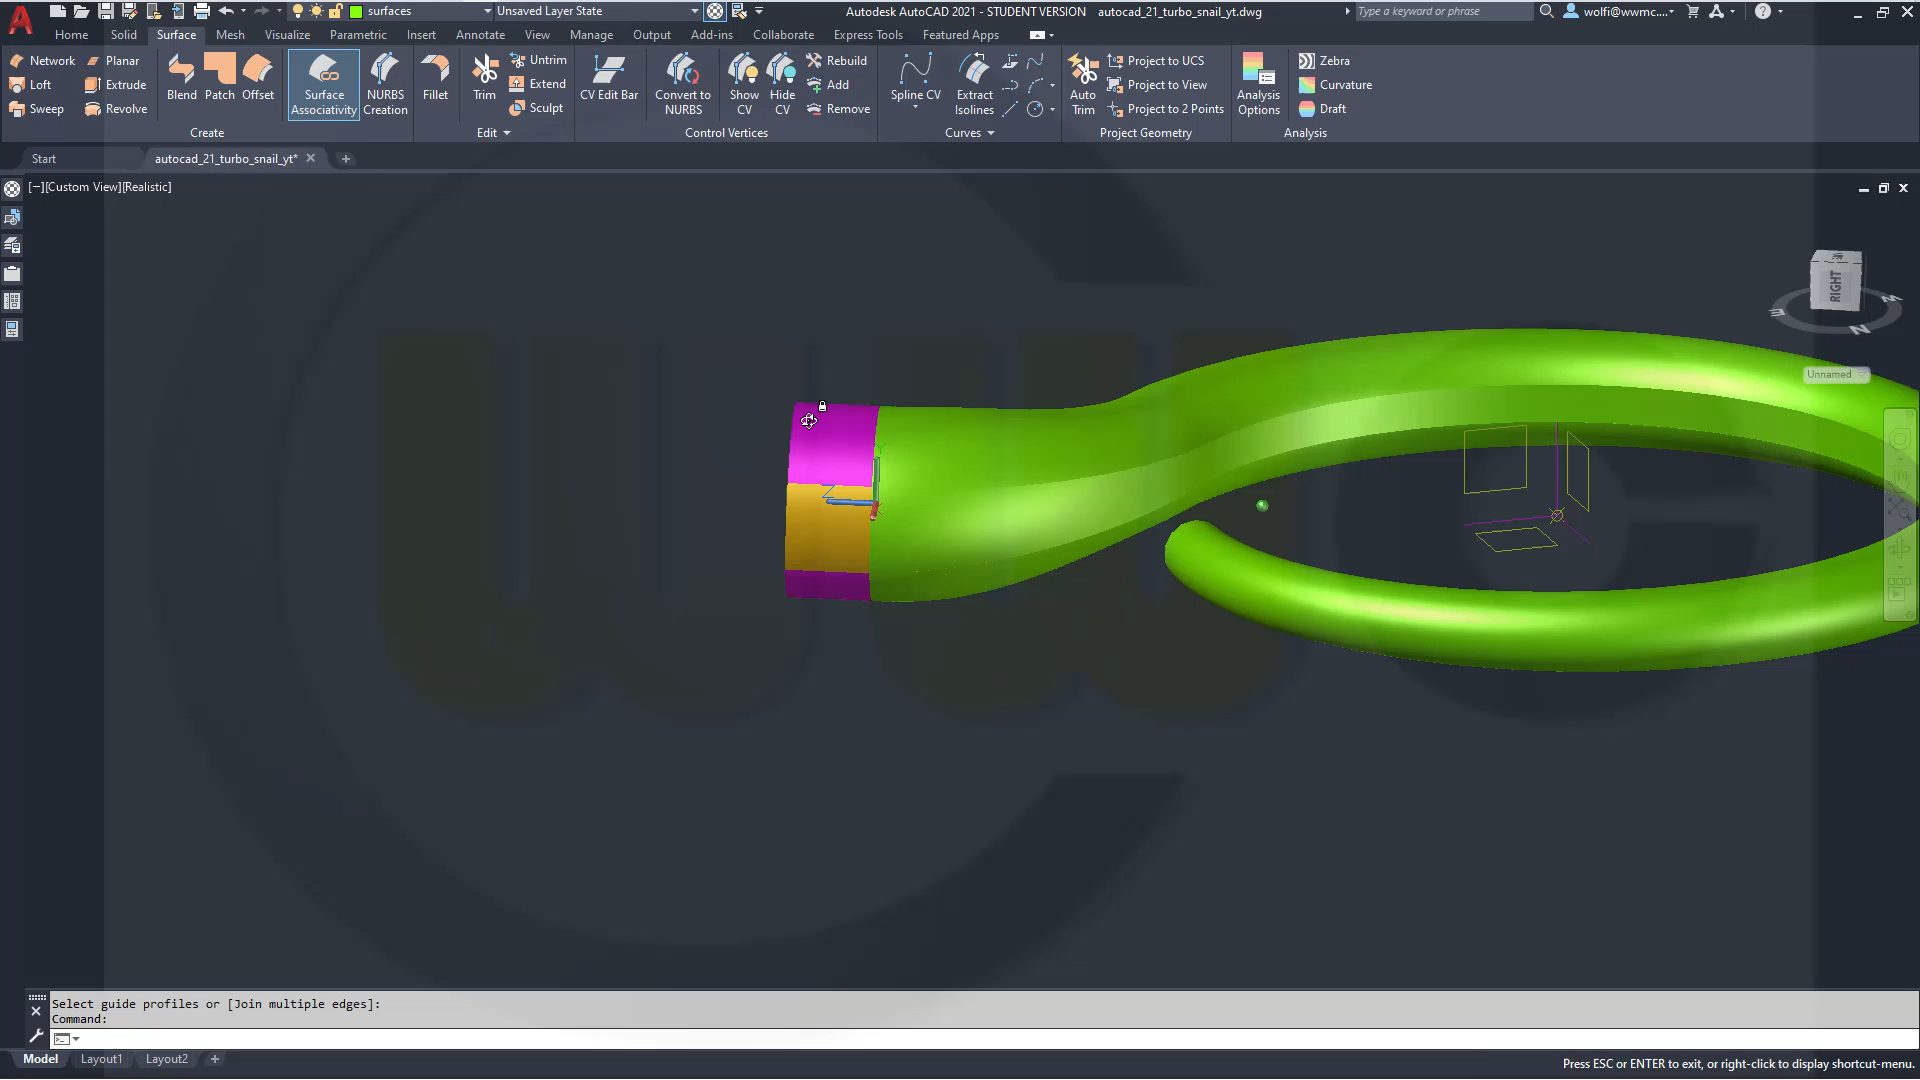 surfaces
Unsaved Layer State
Autodesk AutoCAD 2021 - STUDENT VERSION autocad_21_turbo_snail_yt.dwg
Type a keyword or phrase
wolfi@wwmc....
Home Solid Surface Mesh Visualize Parametric Insert Annotate View Manage Output Add-ins Collaborate Express Tools Featured Apps
Network Planar
Loft Extrude
Sweep Revolve
Create
Blend Patch Offset
Surface
Associativity
NURBS
Creation
Fillet
Trim
Untrim
Extend
Sculpt
Edit
CV Edit Bar
Convert to
NURBS
Show
CV
Hide
CV
Rebuild
Add
Remove
Control Vertices
Spline CV
Extract
Isolines
Curves
Auto
Trim
Project to UCS
Project to View
Project to 2 Points
Project Geometry
Analysis
Options
Zebra
Curvature
Draft
Analysis
Start autocad_21_turbo_snail_yt*
[−][Custom View][Realistic]
RIGHT
E N
Unnamed
Select guide profiles or [Join multiple edges]:
Command:
Model Layout1 Layout2
Press ESC or ENTER to exit, or right-click to display shortcut-menu.